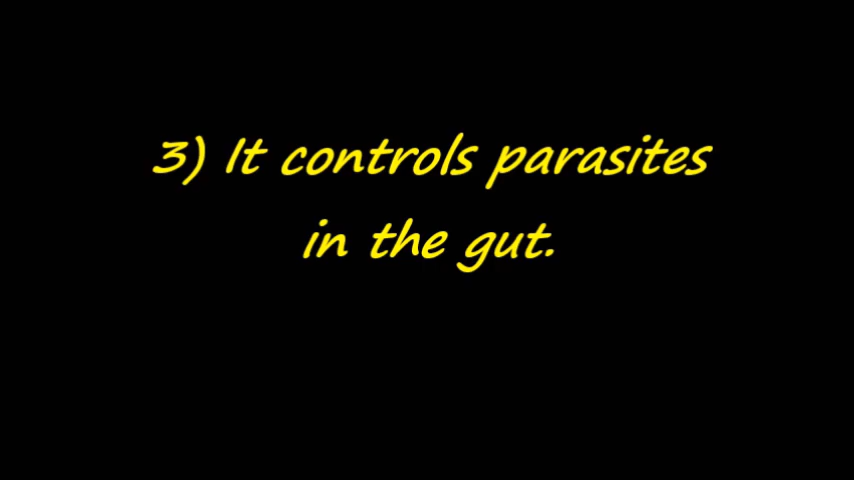 3) It controls parasites
in the gut.